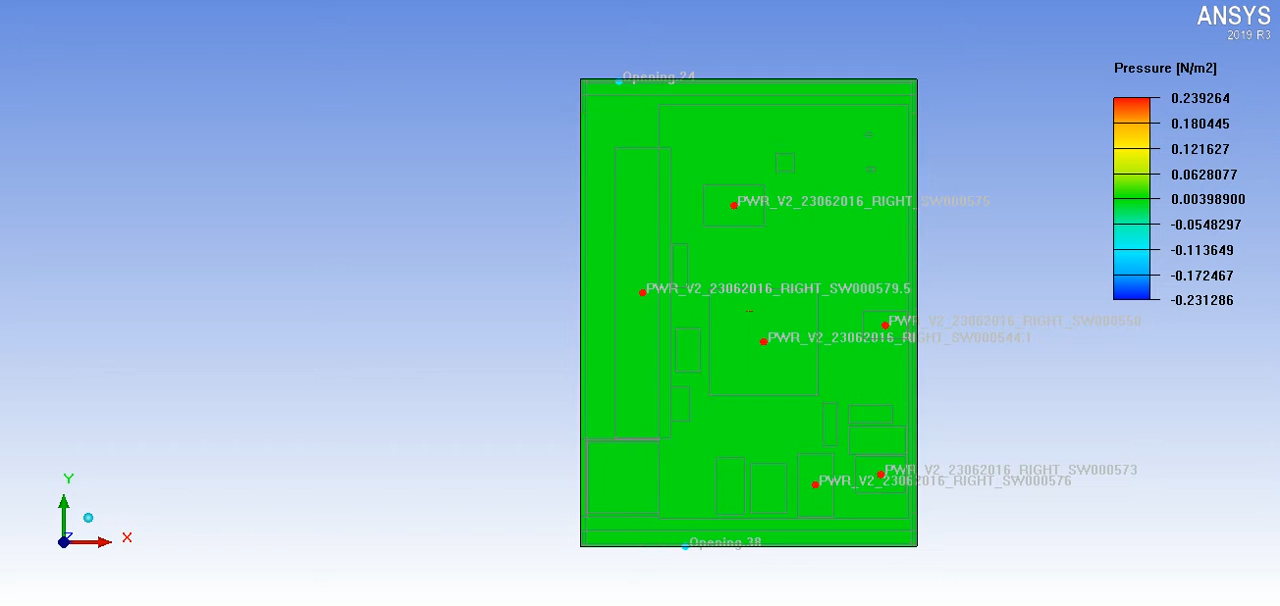 ANSYS
2019 R3
Pressure [N/m2]
0.239264
0.180445
0.121627
0.0628077
0.00398900
-0.0548297
-0.113649
-0.172467
-0.231286
Opening.24
PWR_V2_23062016_RIGHT_SW000575
PWR_V2_23062016_RIGHT_SW000579.5
PWR_V2_23062016_RIGHT_SW000550
PWR_V2_23062016_RIGHT_SW000544.1
PWR_V2_23062016_RIGHT_SW000573
PWR_V2_23062016_RIGHT_SW000576
Opening.38
Y
Z
X